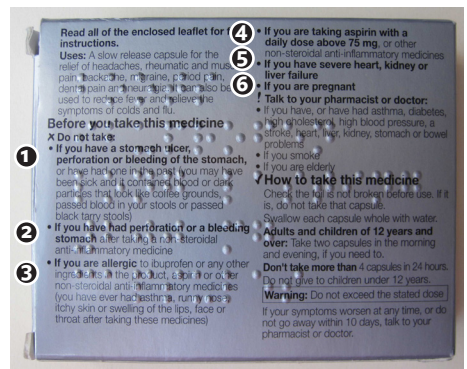 Read all of the enclosed leaflet for full
instructions.
Uses: A slow release capsule for the
relief of headaches, rheumatic and muscular
pain, backache, migraine, period pain,
dental pain and neuralgia. It can also be
used to reduce fever and relieve the
symptoms of colds and flu.
Before you take this medicine
X Do not take:
1 • If you have a stomach ulcer,
perforation or bleeding of the stomach,
or have had one in the past (you may have
been sick and it contained blood or dark
particles that look like coffee grounds,
passed blood in your stools or passed
black tarry stools)
2 • If you have had perforation or a bleeding
stomach after taking a non-steroidal
anti-inflammatory medicine
3 • If you are allergic to ibuprofen or any other
ingredients in the product, aspirin or other
non-steroidal anti-inflammatory medicines
(you have ever had asthma, runny nose,
itchy skin or swelling of the lips, face or
throat after taking these medicines)
4 • If you are taking aspirin with a
daily dose above 75 mg, or other
non-steroidal anti-inflammatory medicines
5 • If you have severe heart, kidney or
liver failure
6 • If you are pregnant
! Talk to your pharmacist or doctor:
• If you have, or have had asthma, diabetes,
high cholesterol, high blood pressure, a
stroke, heart, liver, kidney, stomach or bowel
problems
• If you smoke
• If you are elderly
✓ How to take this medicine
Check the foil is not broken before use. If it
is, do not take that capsule.
Swallow each capsule whole with water.
Adults and children of 12 years and
over: Take two capsules in the morning
and evening, if you need to.
Don't take more than 4 capsules in 24 hours.
Do not give to children under 12 years.
Warning: Do not exceed the stated dose
If your symptoms worsen at any time, or do
not go away within 10 days, talk to your
pharmacist or doctor.